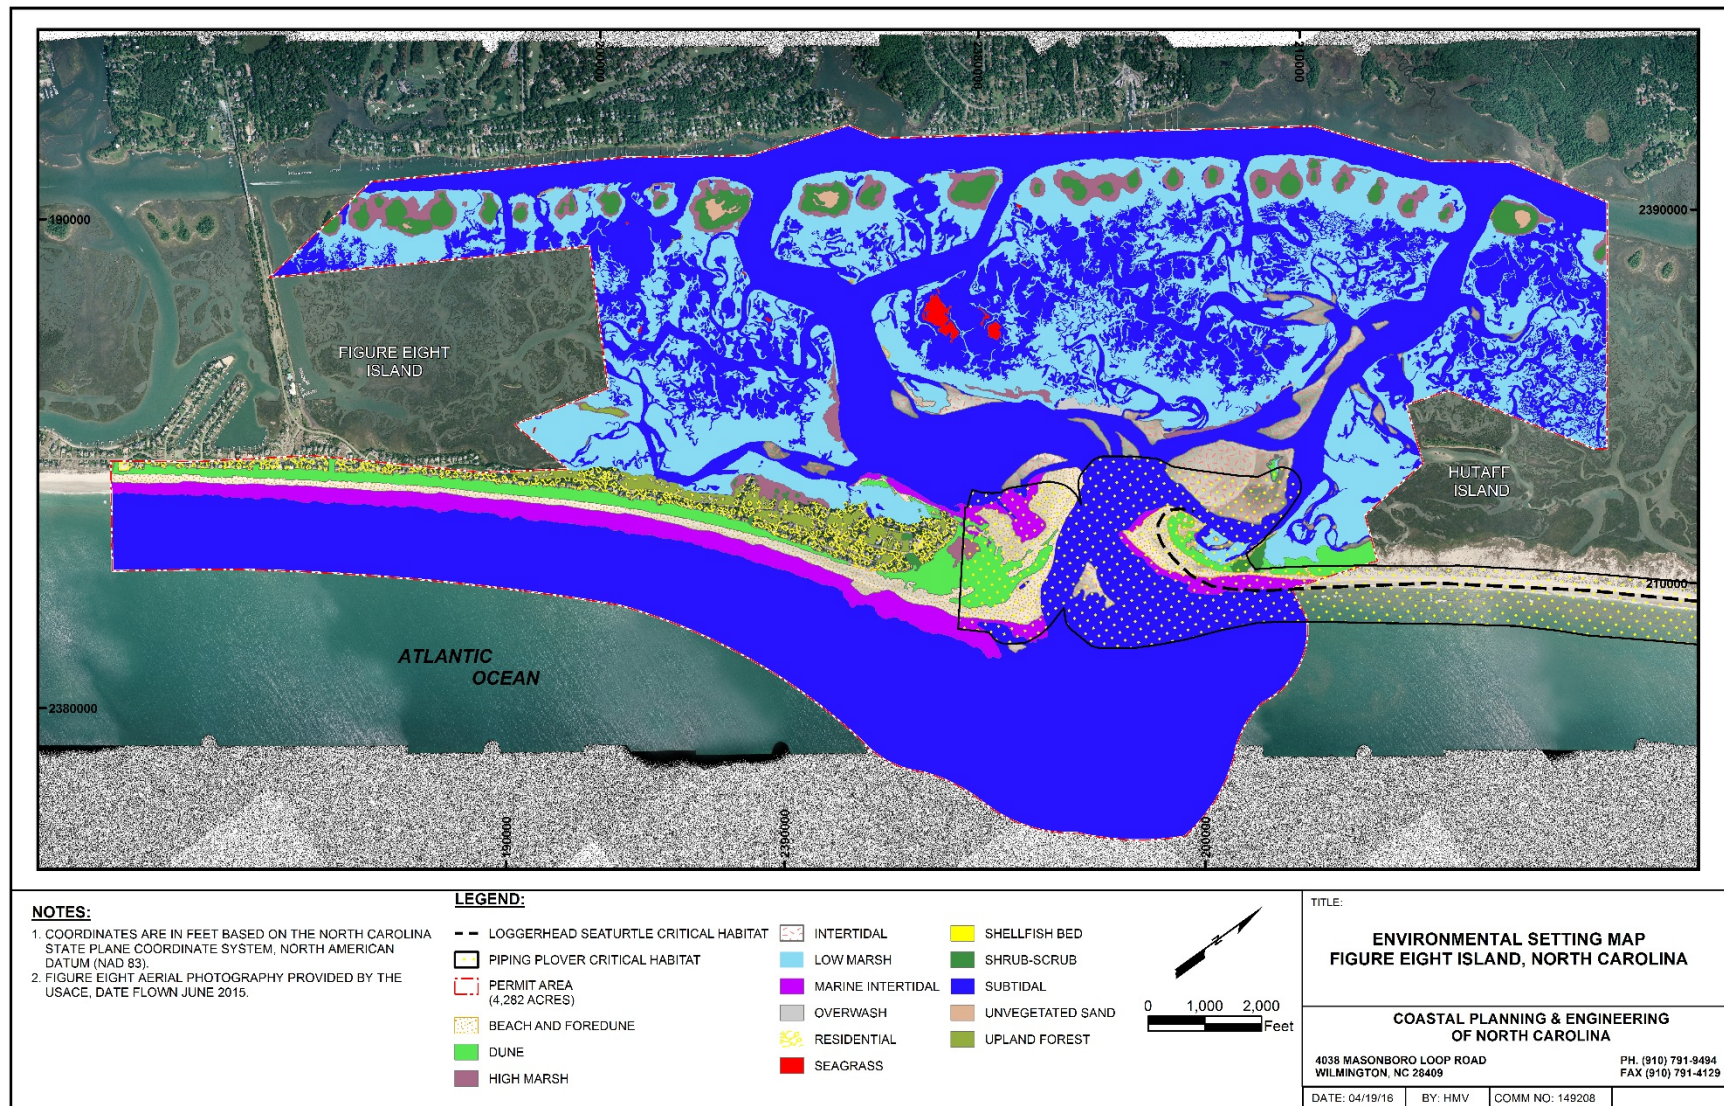 200000
2390000
210000
190000
2390000
FIGURE EIGHT
ISLAND
HUTAFF
ISLAND
210000
ATLANTIC
OCEAN
2380000
190000
2390000
200000
NOTES:
1. COORDINATES ARE IN FEET BASED ON THE NORTH CAROLINA
STATE PLANE COORDINATE SYSTEM, NORTH AMERICAN
DATUM (NAD 83).
2. FIGURE EIGHT AERIAL PHOTOGRAPHY PROVIDED BY THE
USACE, DATE FLOWN JUNE 2015.
LEGEND:
LOGGERHEAD SEATURTLE CRITICAL HABITAT
PIPING PLOVER CRITICAL HABITAT
PERMIT AREA
(4,282 ACRES)
BEACH AND FOREDUNE
DUNE
HIGH MARSH
INTERTIDAL
LOW MARSH
MARINE INTERTIDAL
OVERWASH
RESIDENTIAL
SEAGRASS
SHELLFISH BED
SHRUB-SCRUB
SUBTIDAL
UNVEGETATED SAND
UPLAND FOREST
N
0 1,000 2,000
Feet
TITLE:
ENVIRONMENTAL SETTING MAP
FIGURE EIGHT ISLAND, NORTH CAROLINA
COASTAL PLANNING & ENGINEERING
OF NORTH CAROLINA
4038 MASONBORO LOOP ROAD PH. (910) 791-9494
WILMINGTON, NC 28409 FAX (910) 791-4129
DATE: 04/19/16 BY: HMV COMM NO: 149208